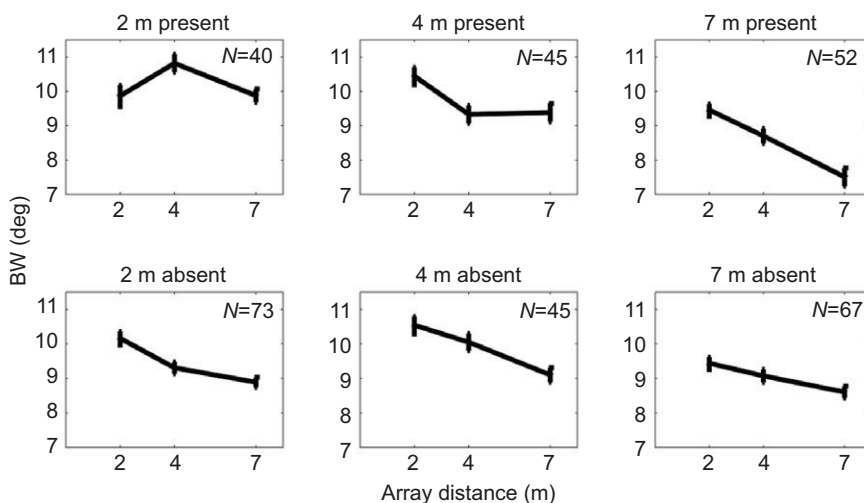 2 m present 4 m present 7 m present
11 N=40 11 N=45 11 N=52
10 10 10
9 9 9
8 8 8
7 7 7
2 4 7 2 4 7 2 4 7
BW (deg)
2 m absent 4 m absent 7 m absent
11 N=73 11 N=45 11 N=67
10 10 10
9 9 9
8 8 8
7 7 7
2 4 7 2 4 7 2 4 7
Array distance (m)